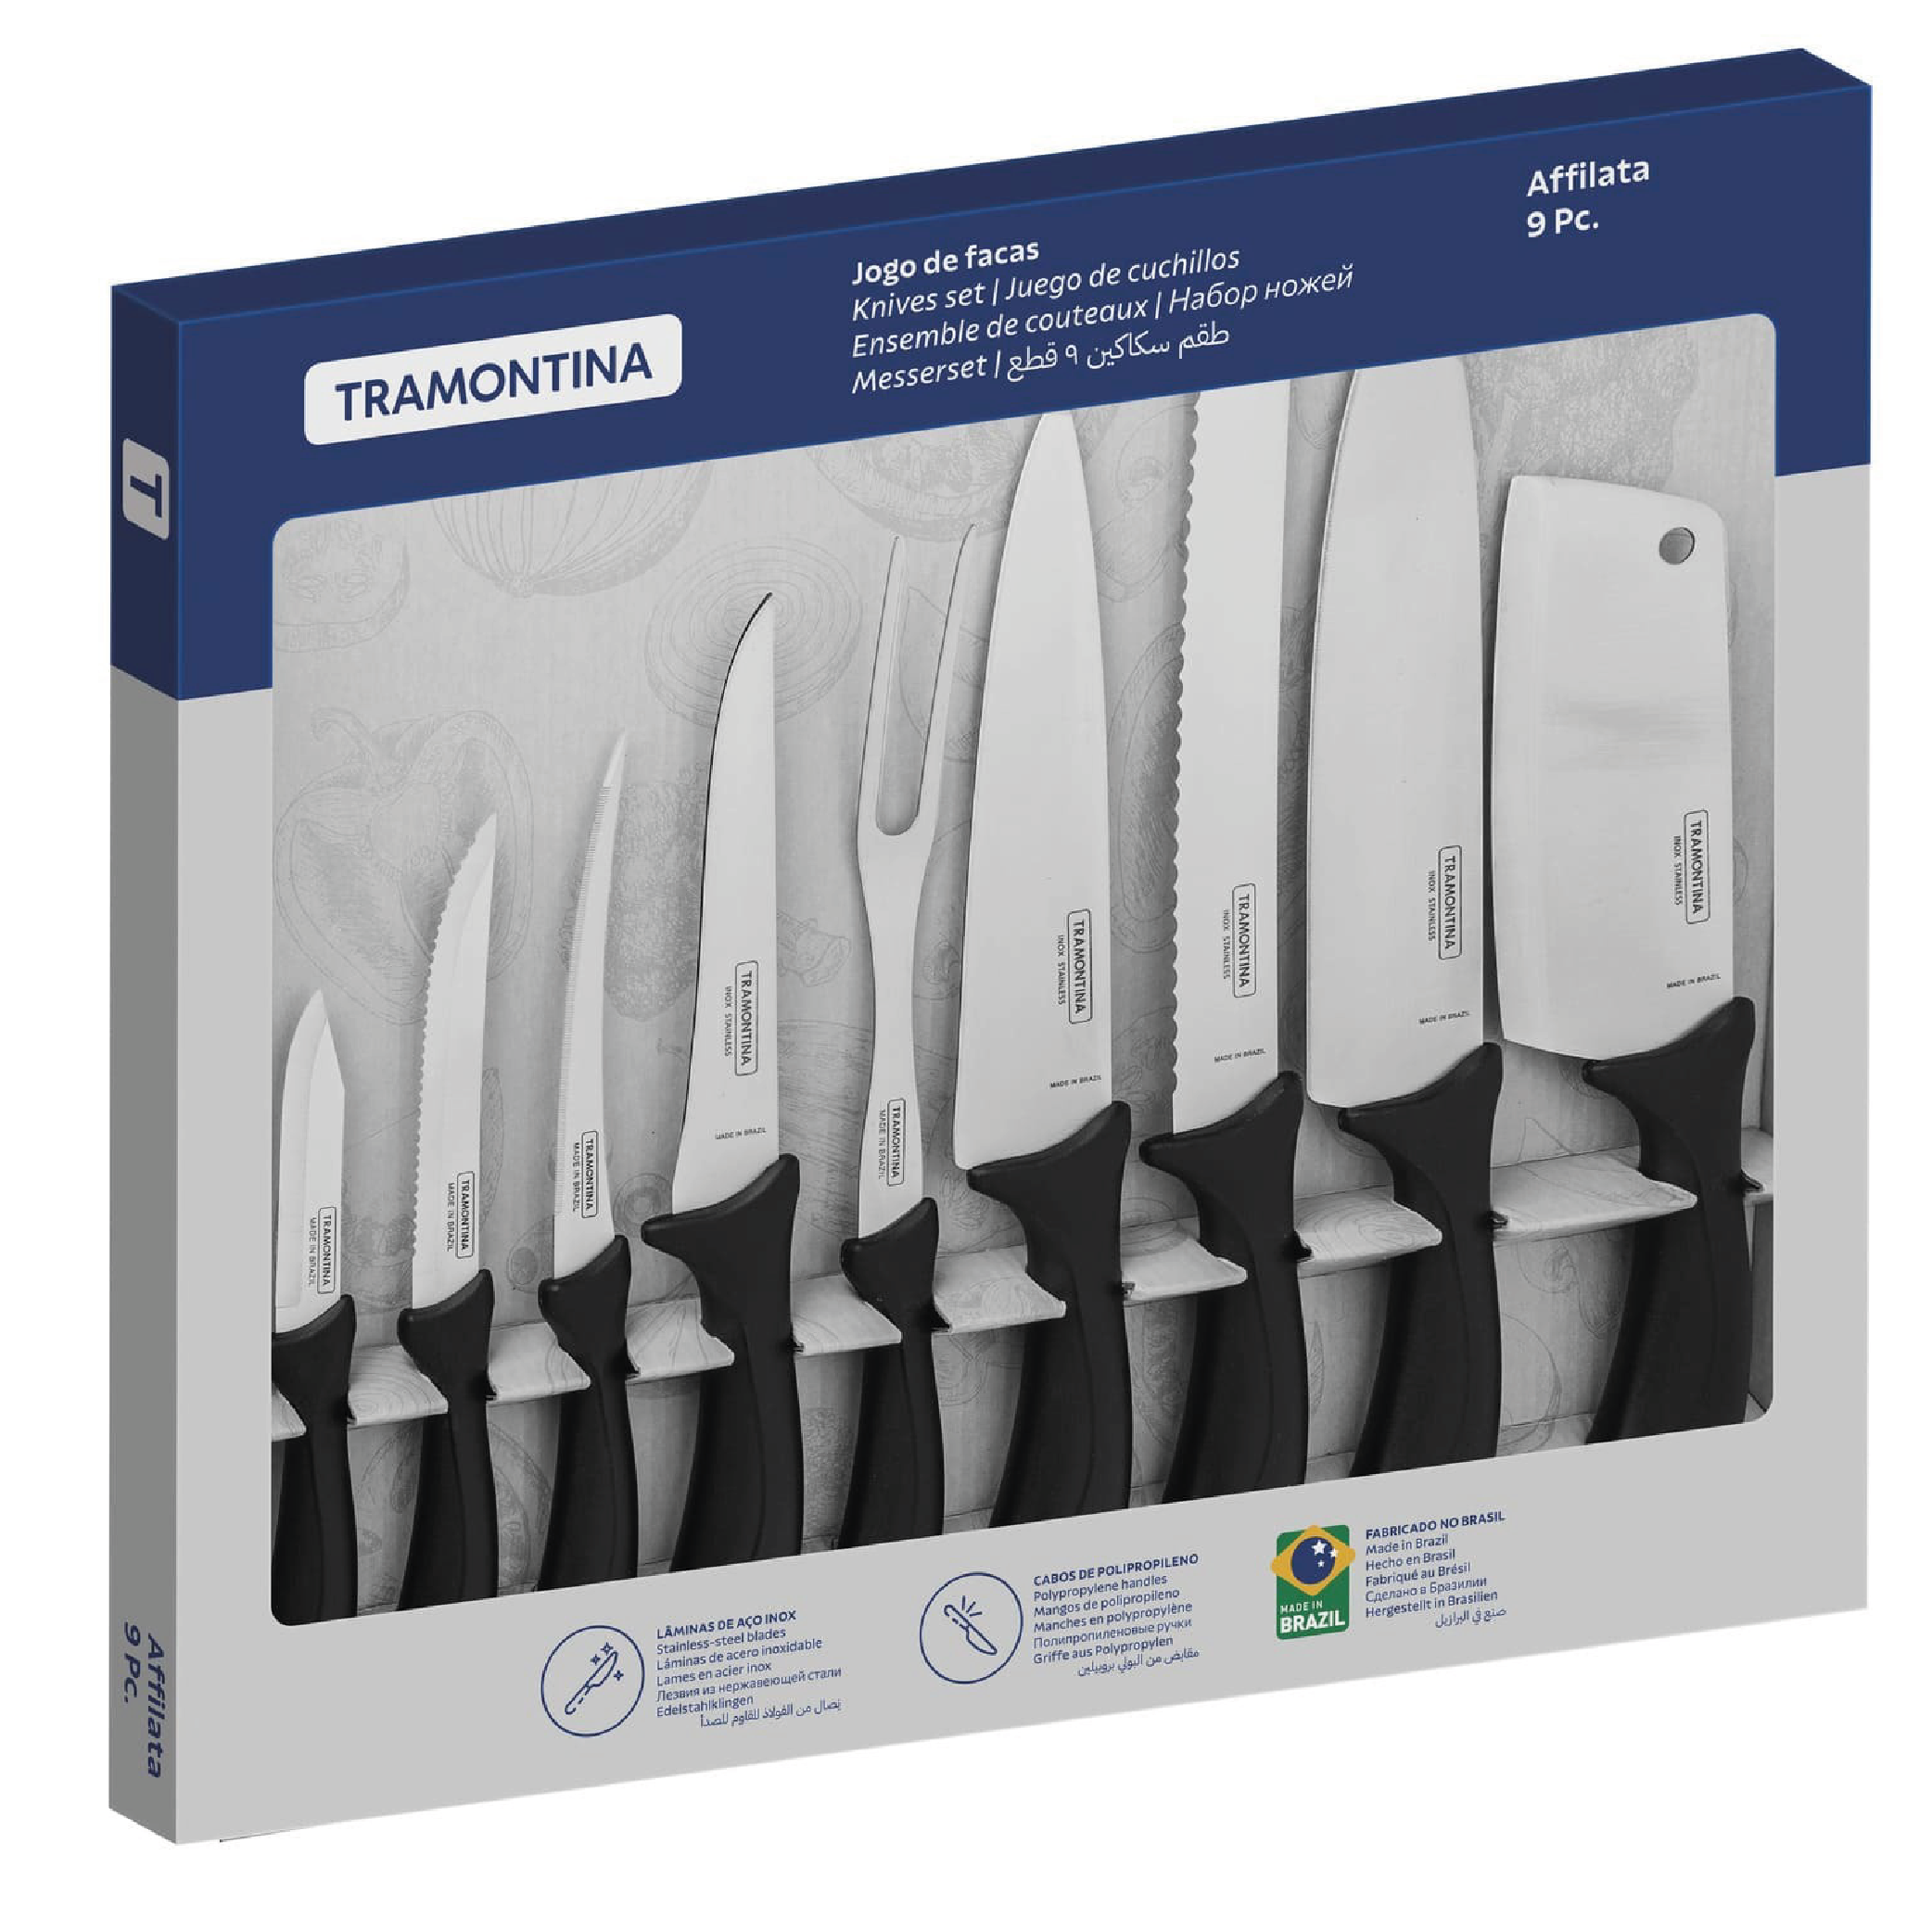 TRAMONTINA
Jogo de facas
Knives set | Juego de cuchillos
Ensemble de couteaux | Набор ножей
Messerset | طقم سكاكين ٩ قطع
Affilata
9 Pc.
T
TRAMONTINA
MADE IN BRAZIL
TRAMONTINA
MADE IN BRAZIL
TRAMONTINA
MADE IN BRAZIL
TRAMONTINA
INOX STAINLESS
MADE IN BRAZIL
TRAMONTINA
MADE IN BRAZIL
TRAMONTINA
INOX STAINLESS
MADE IN BRAZIL
TRAMONTINA
INOX STAINLESS
MADE IN BRAZIL
TRAMONTINA
INOX STAINLESS
MADE IN BRAZIL
TRAMONTINA
INOX STAINLESS
MADE IN BRAZIL
Affilata
9 Pc.
LÂMINAS DE AÇO INOX
Stainless-steel blades
Láminas de acero inoxidable
Lames en acier inox
Лезвия из нержавеющей стали
Edelstahlklingen
نصال من الفولاذ المقاوم للصدأ
CABOS DE POLIPROPILENO
Polypropylene handles
Mangos de polipropileno
Manches en polypropylène
Полипропиленовые ручки
Griffe aus Polypropylen
مقابض من البولي بروبيلين
MADE IN
BRAZIL
FABRICADO NO BRASIL
Made in Brazil
Hecho en Brasil
Fabriqué au Brésil
Сделано в Бразилии
Hergestellt in Brasilien
صنع في البرازيل